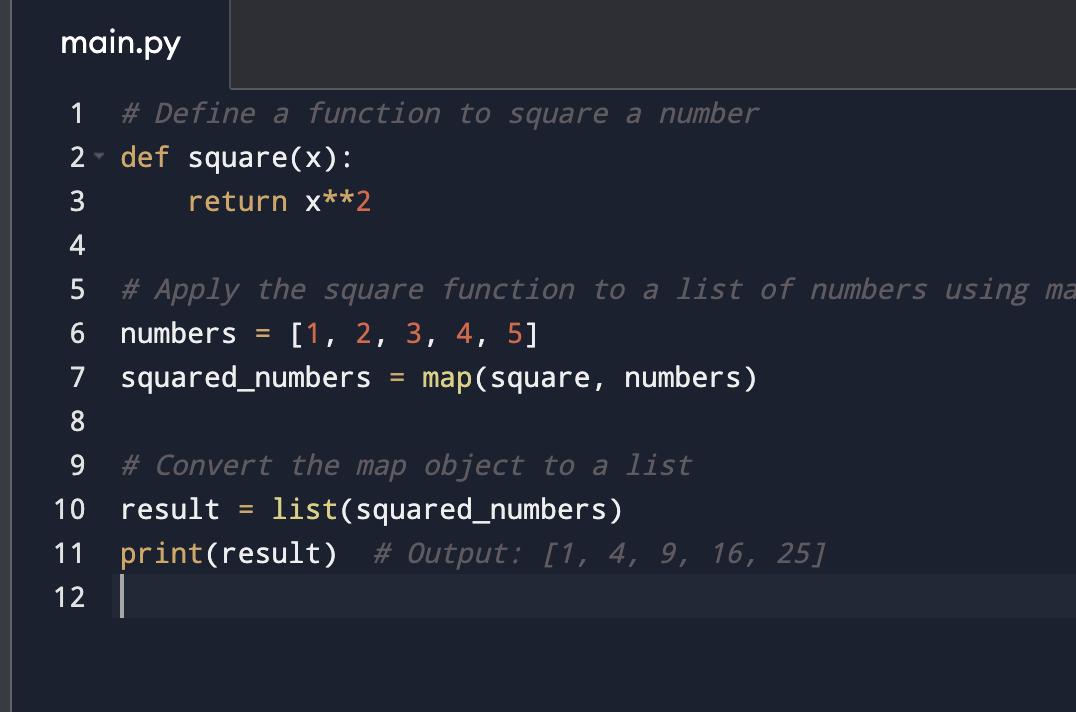 main.py
1 # Define a function to square a number
2 def square(x):
3     return x**2
4
5 # Apply the square function to a list of numbers using
6 numbers = [1, 2, 3, 4, 5]
7 squared_numbers = map(square, numbers)
8
9 # Convert the map object to a list
10 result = list(squared_numbers)
11 print(result)  # Output: [1, 4, 9, 16, 25]
12